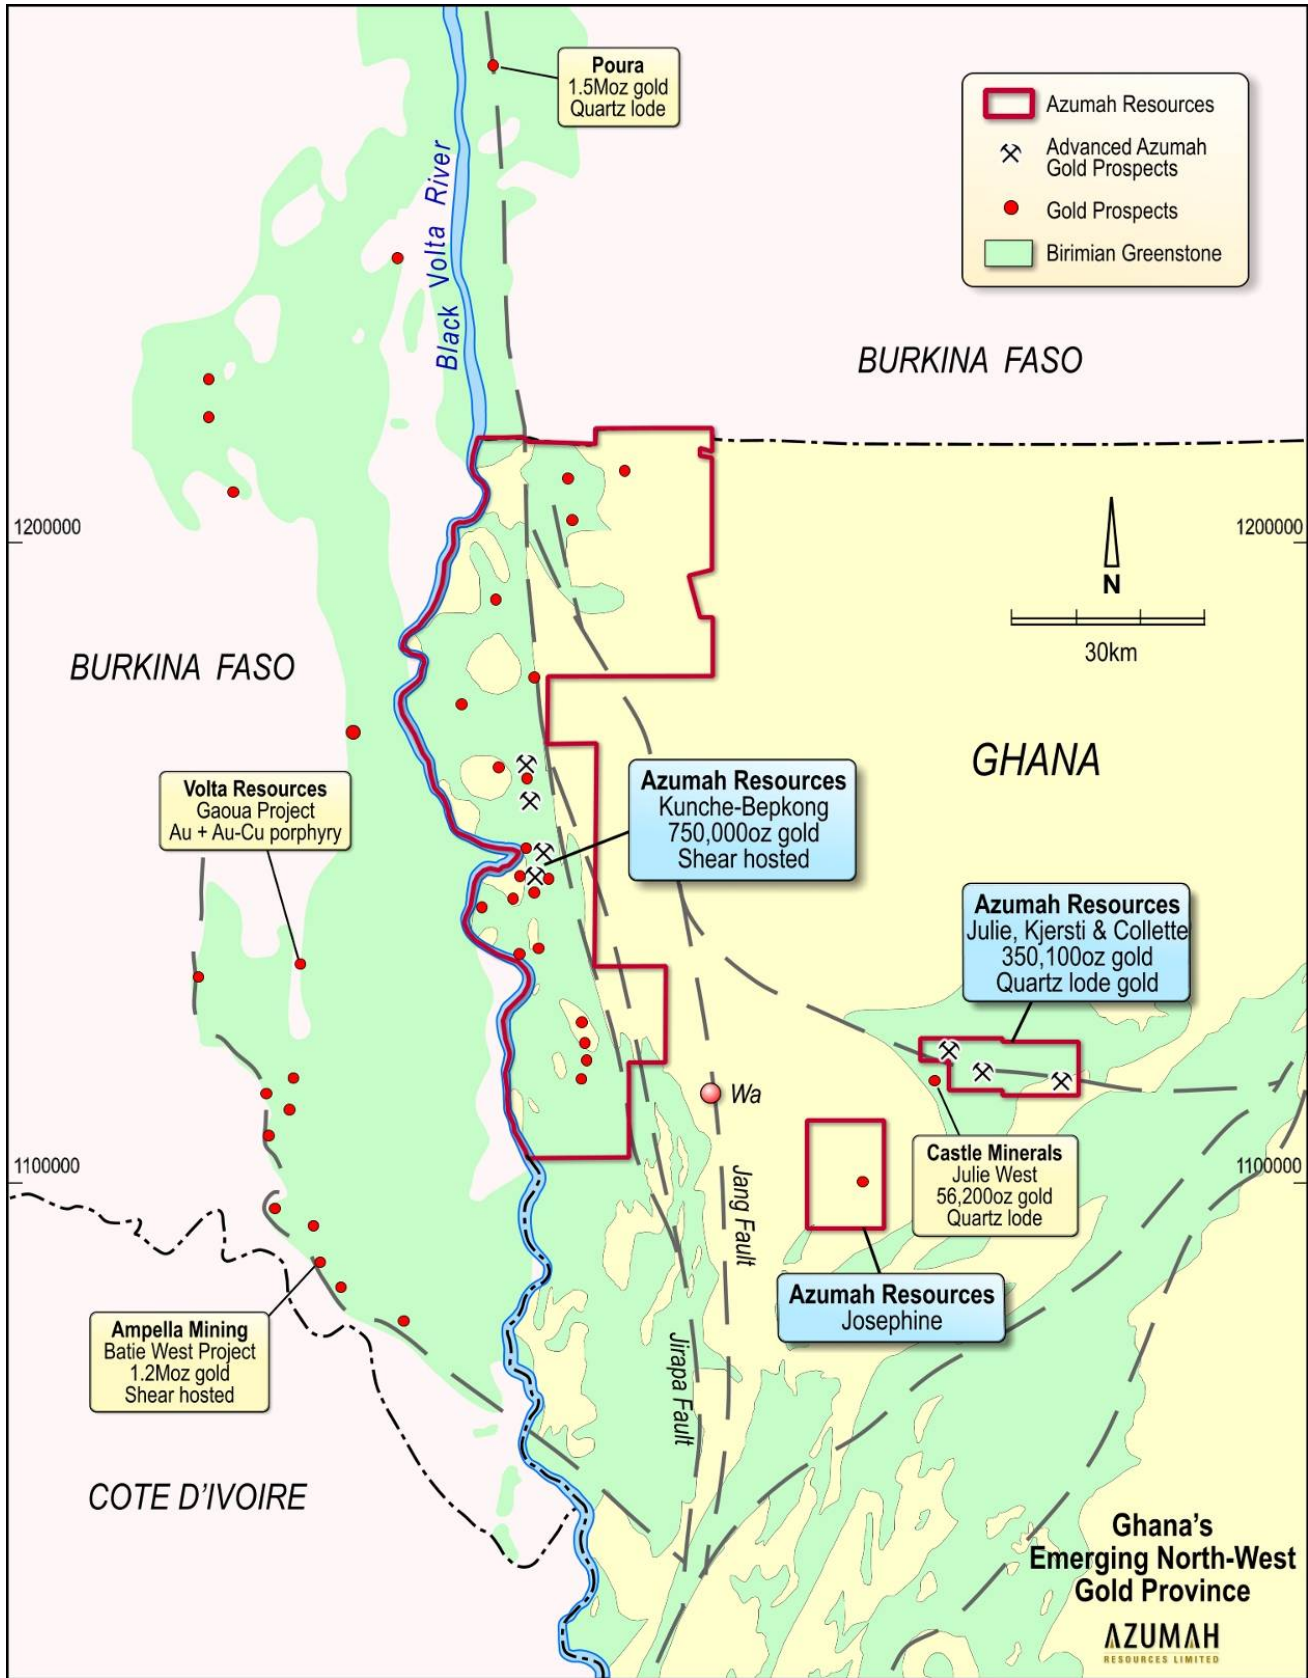 Poura
1.5Moz gold
Quartz lode
Azumah Resources
Advanced Azumah
Gold Prospects
Gold Prospects
Birimian Greenstone
Black Volta River
BURKINA FASO
1200000
1200000
N
30km
BURKINA FASO
GHANA
Volta Resources
Gaoua Project
Au + Au-Cu porphyry
Azumah Resources
Kunche-Bepkong
750,000oz gold
Shear hosted
Azumah Resources
Julie, Kjersti & Collette
350,100oz gold
Quartz lode gold
Wa
1100000
1100000
Castle Minerals
Julie West
56,200oz gold
Quartz lode
Jang Fault
Azumah Resources
Josephine
Ampella Mining
Batie West Project
1.2Moz gold
Shear hosted
Jirapa Fault
COTE D'IVOIRE
Ghana's
Emerging North-West
Gold Province
AZUMAH
RESOURCES LIMITED